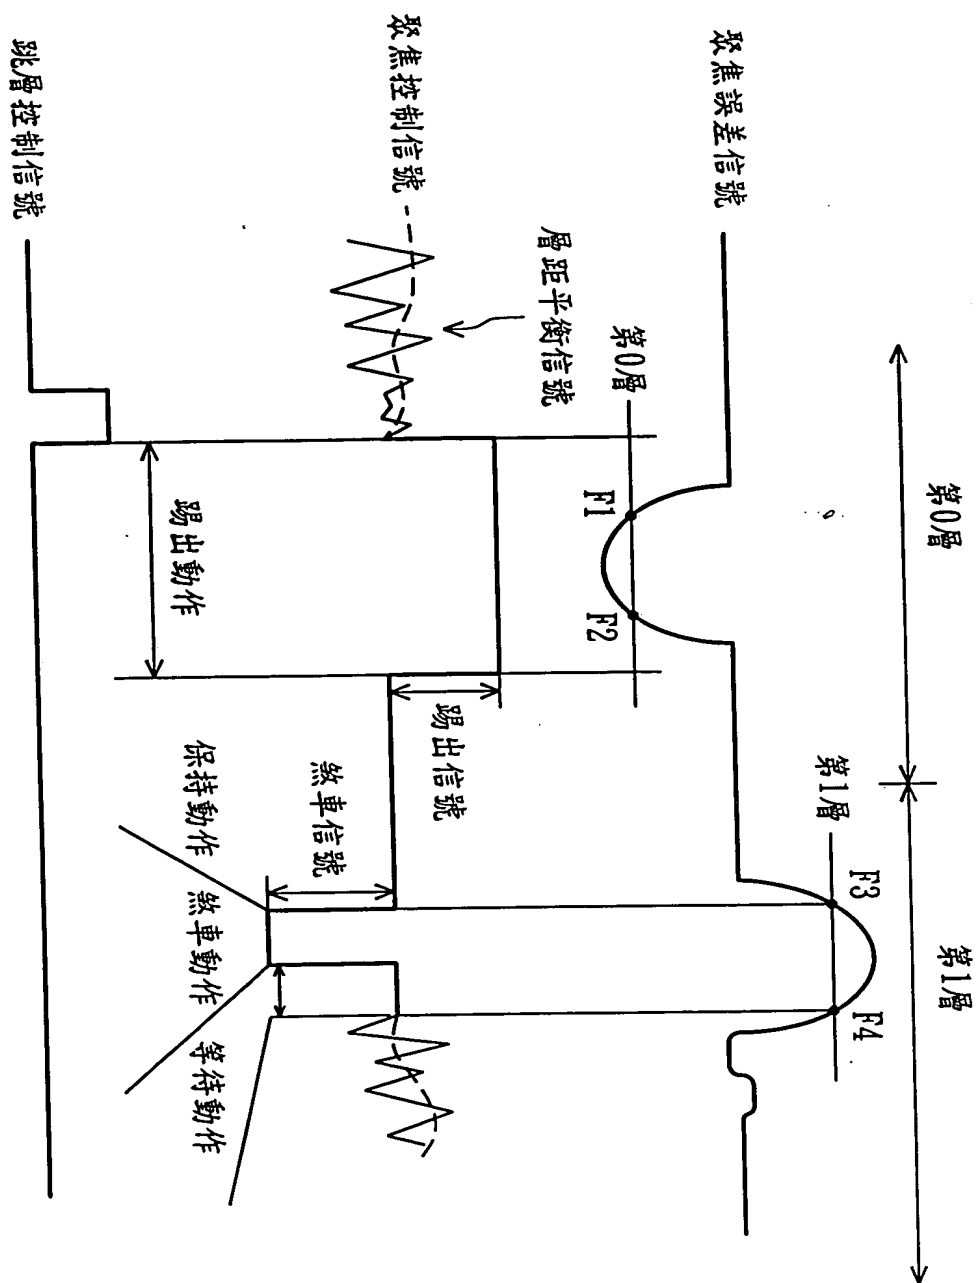 第0層
第1層
聚焦誤差信號
第0層
第1層
F1
F2
F3
F4
層距平衡信號
聚焦控制信號
踢出信號
煞車信號
踢出動作
保持動作
煞車動作
等待動作
跳層控制信號